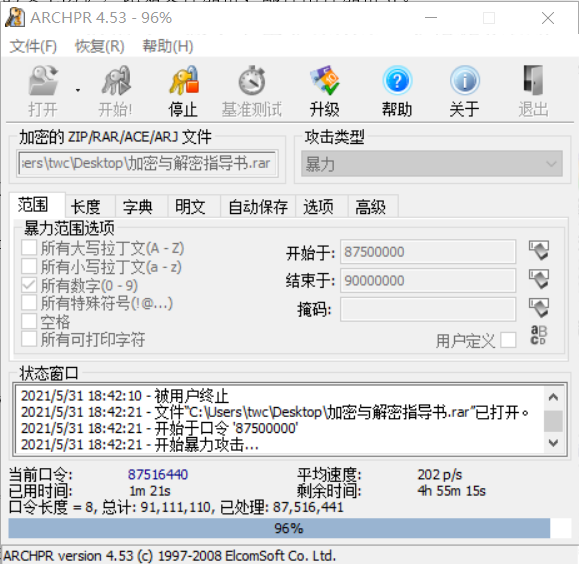 ARCHPR 4.53 - 96%
文件(F) 恢复(R) 帮助(H)
打开 开始! 停止 基准测试 升级 帮助 关于 退出
加密的 ZIP/RAR/ACE/ARJ 文件 攻击类型
ers\twc\Desktop\加密与解密指导书.rar 暴力
范围 长度 字典 明文 自动保存 选项 高级
暴力范围选项
所有大写拉丁文(A - Z) 开始于: 87500000
所有小写拉丁文(a - z)
所有数字(0 - 9) 结束于: 90000000
所有特殊符号(!@...) 掩码:
空格
所有可打印字符 用户定义
状态窗口
2021/5/31 18:42:10 - 被用户终止
2021/5/31 18:42:21 - 文件“C:\Users\twc\Desktop\加密与解密指导书.rar”已打开。
2021/5/31 18:42:21 - 开始于口令 '87500000'
2021/5/31 18:42:21 - 开始暴力攻击...
当前口令: 87516440 平均速度: 202 p/s
已用时间: 1m 21s 剩余时间: 4h 55m 15s
口令长度 = 8, 总计: 91,111,110, 已处理: 87,516,441
96%
ARCHPR version 4.53 (c) 1997-2008 ElcomSoft Co. Ltd.